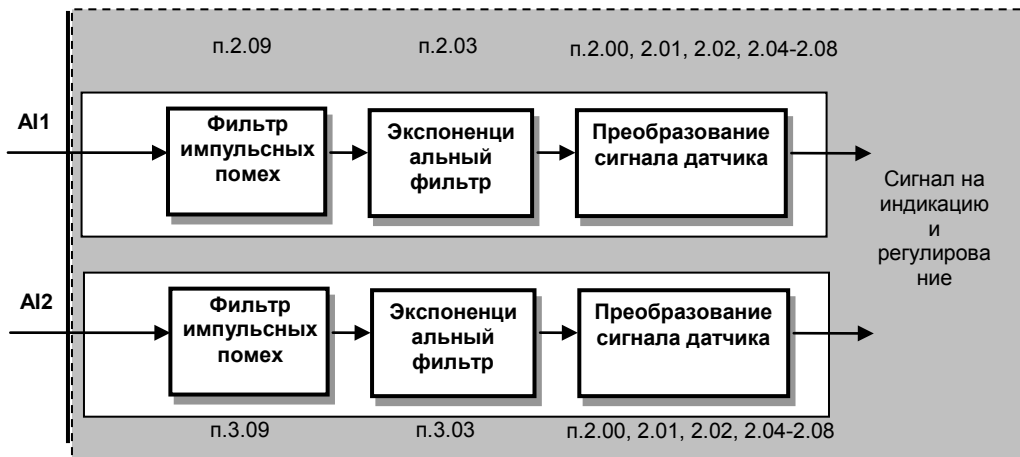 п.2.09 п.2.03 п.2.00, 2.01, 2.02, 2.04-2.08
AI1
Фильтр
импульсных
помех
Экспоненци
альный
фильтр
Преобразование
сигнала датчика
Сигнал на
индикацию
и
регулирова
ние
AI2
Фильтр
импульсных
помех
Экспоненци
альный
фильтр
Преобразование
сигнала датчика
п.3.09 п.3.03 п.2.00, 2.01, 2.02, 2.04-2.08